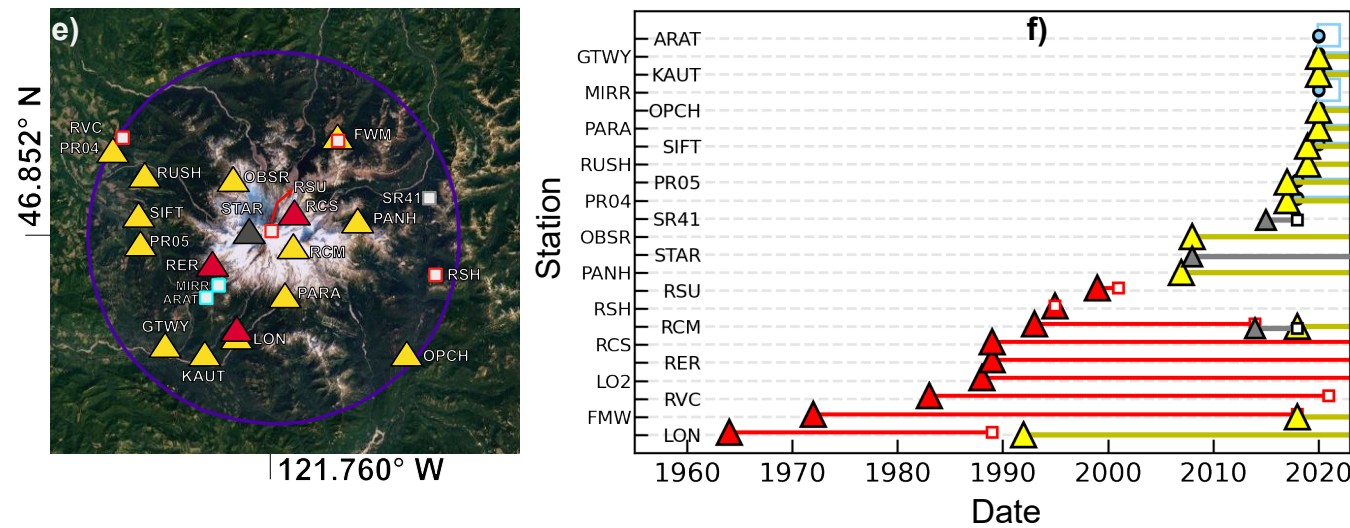 e)
RVC
PR04
FWM
RUSH
OBSR
RSU
SR41
SIFT
STAR
RCS
PANH
PR05
RCM
RER
RSH
MIRR
ARAT
PARA
GTWY
LON
KAUT
OPCH
46.852° N
121.760° W
f)
Station
ARAT
GTWY
KAUT
MIRR
OPCH
PARA
SIFT
RUSH
PR05
PR04
SR41
OBSR
STAR
PANH
RSU
RSH
RCM
RCS
RER
LO2
RVC
FMW
LON
1960 1970 1980 1990 2000 2010 2020
Date